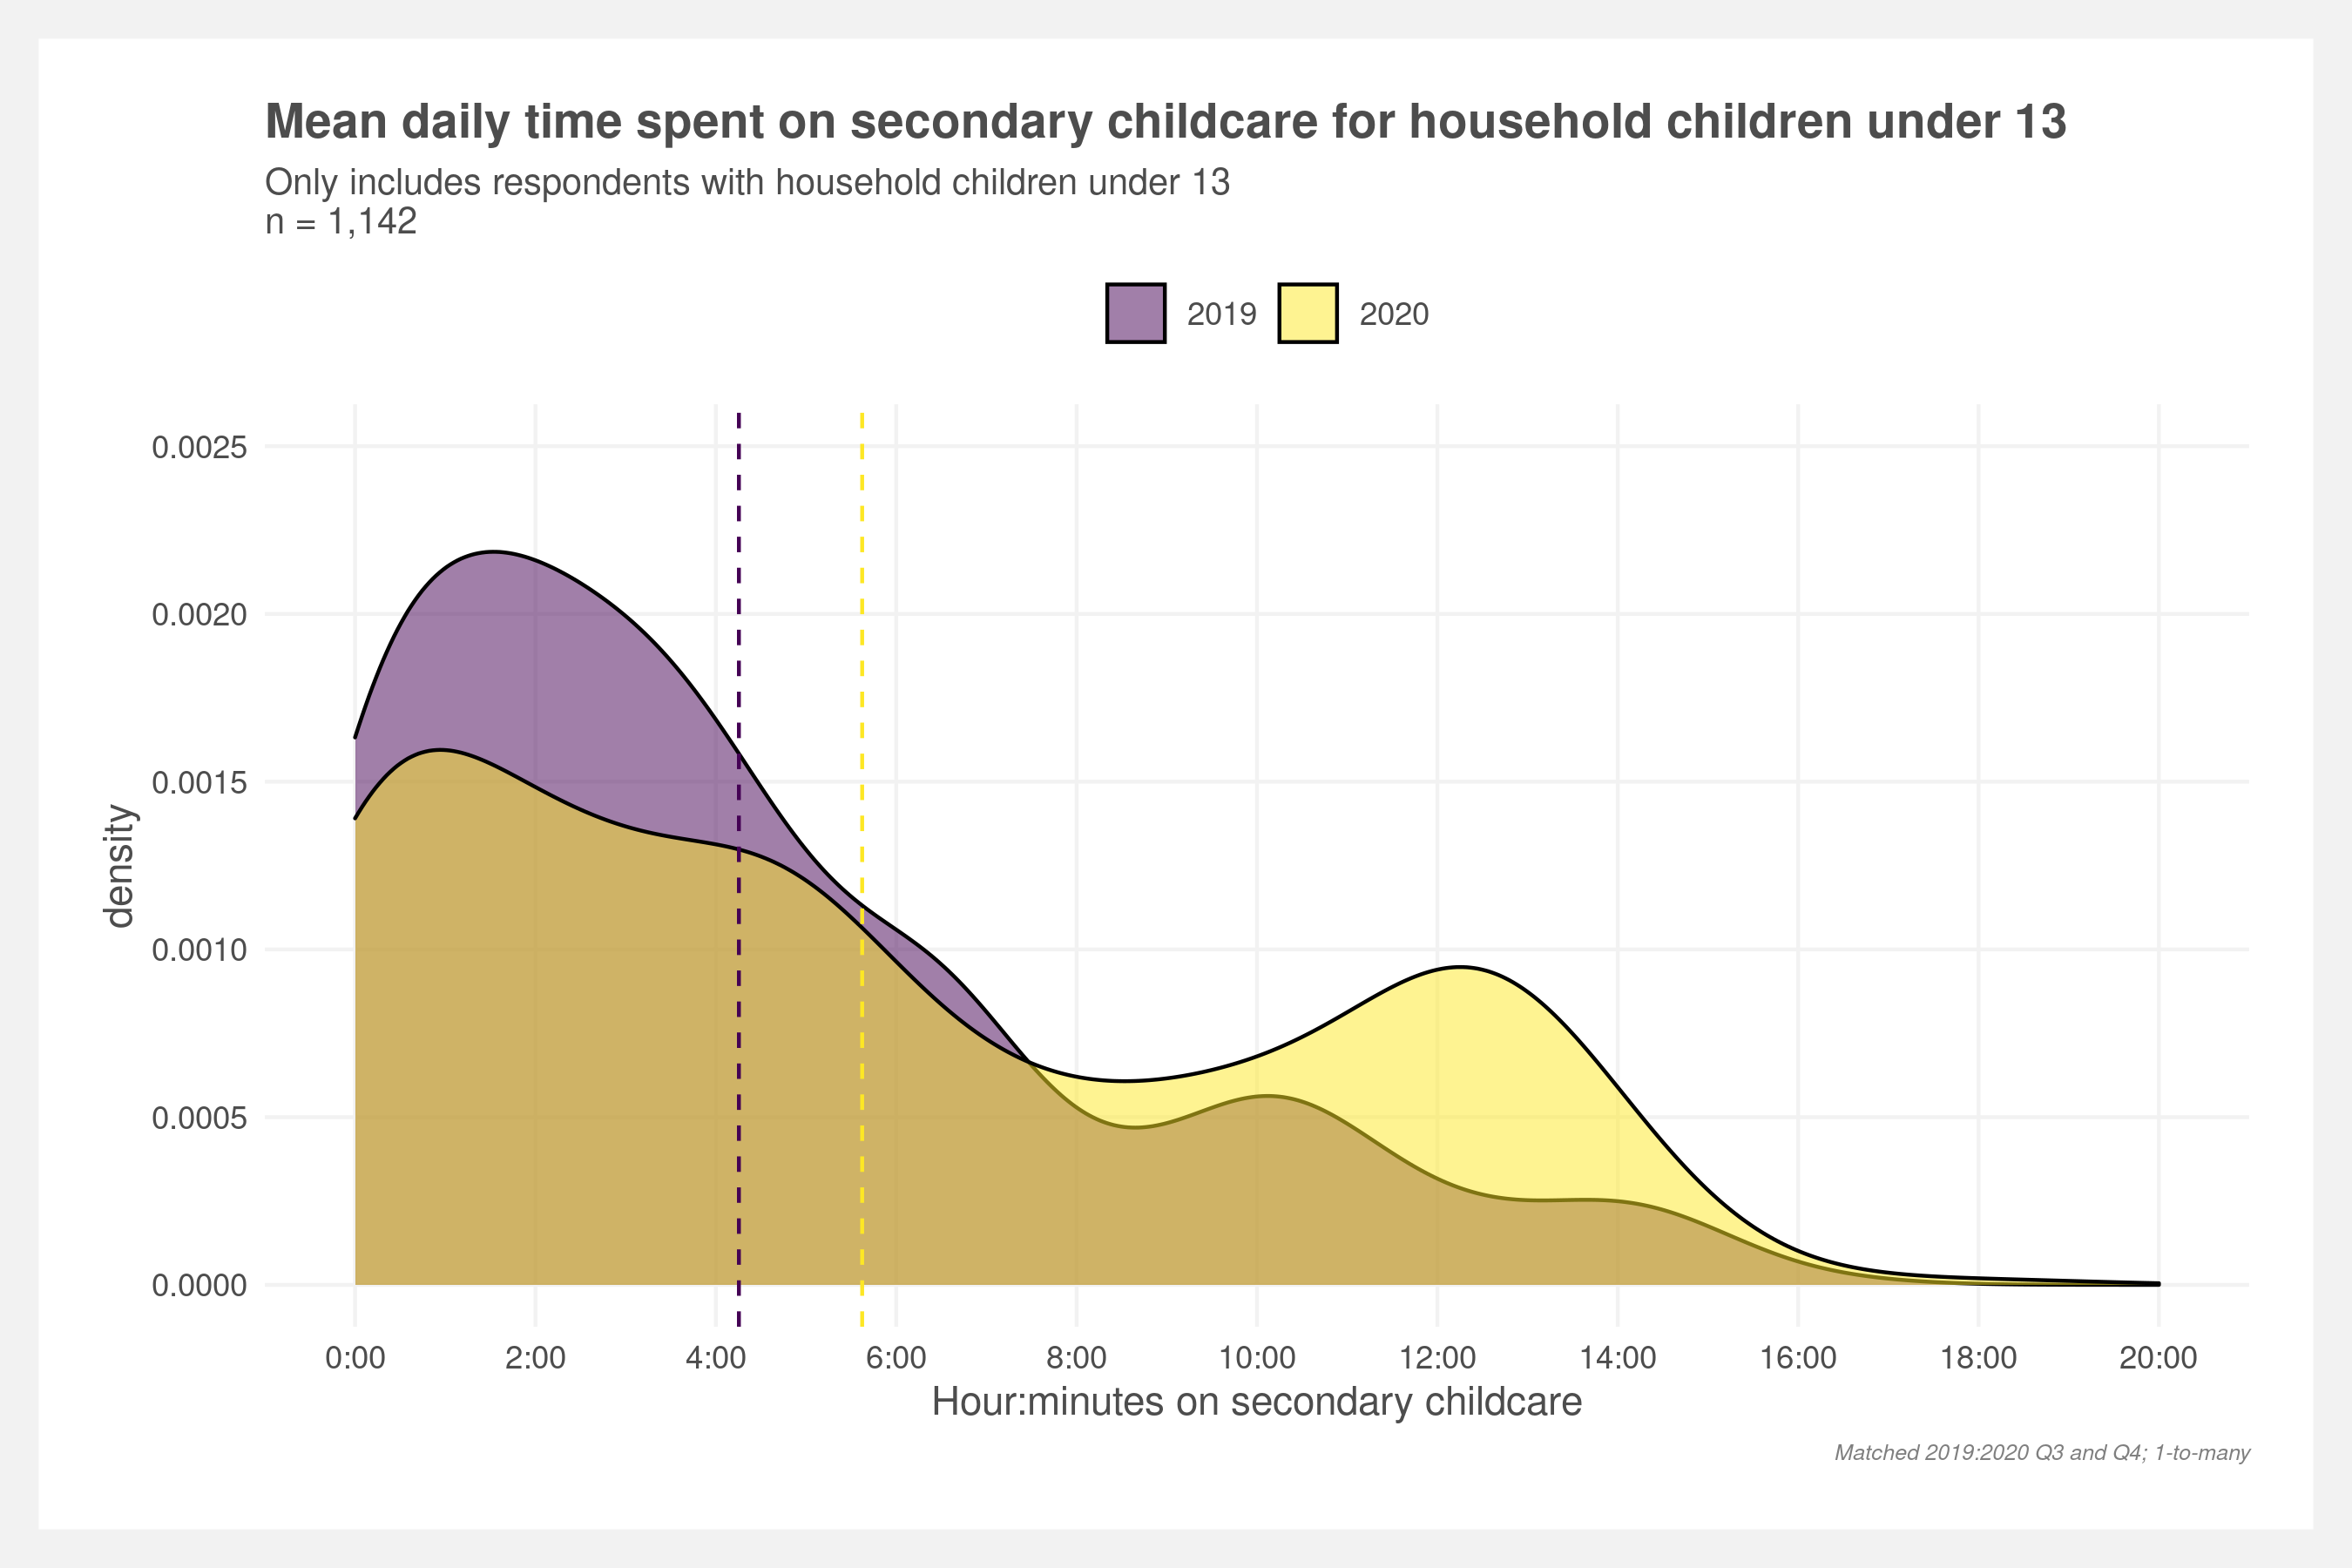 Mean daily time spent on secondary childcare for household children under 13
Only includes respondents with household children under 13
n = 1,142
2019 2020
0.0025
0.0020
0.0015
0.0010
0.0005
0.0000
density
0:00 2:00 4:00 6:00 8:00 10:00 12:00 14:00 16:00 18:00 20:00
Hour:minutes on secondary childcare
Matched 2019:2020 Q3 and Q4; 1-to-many